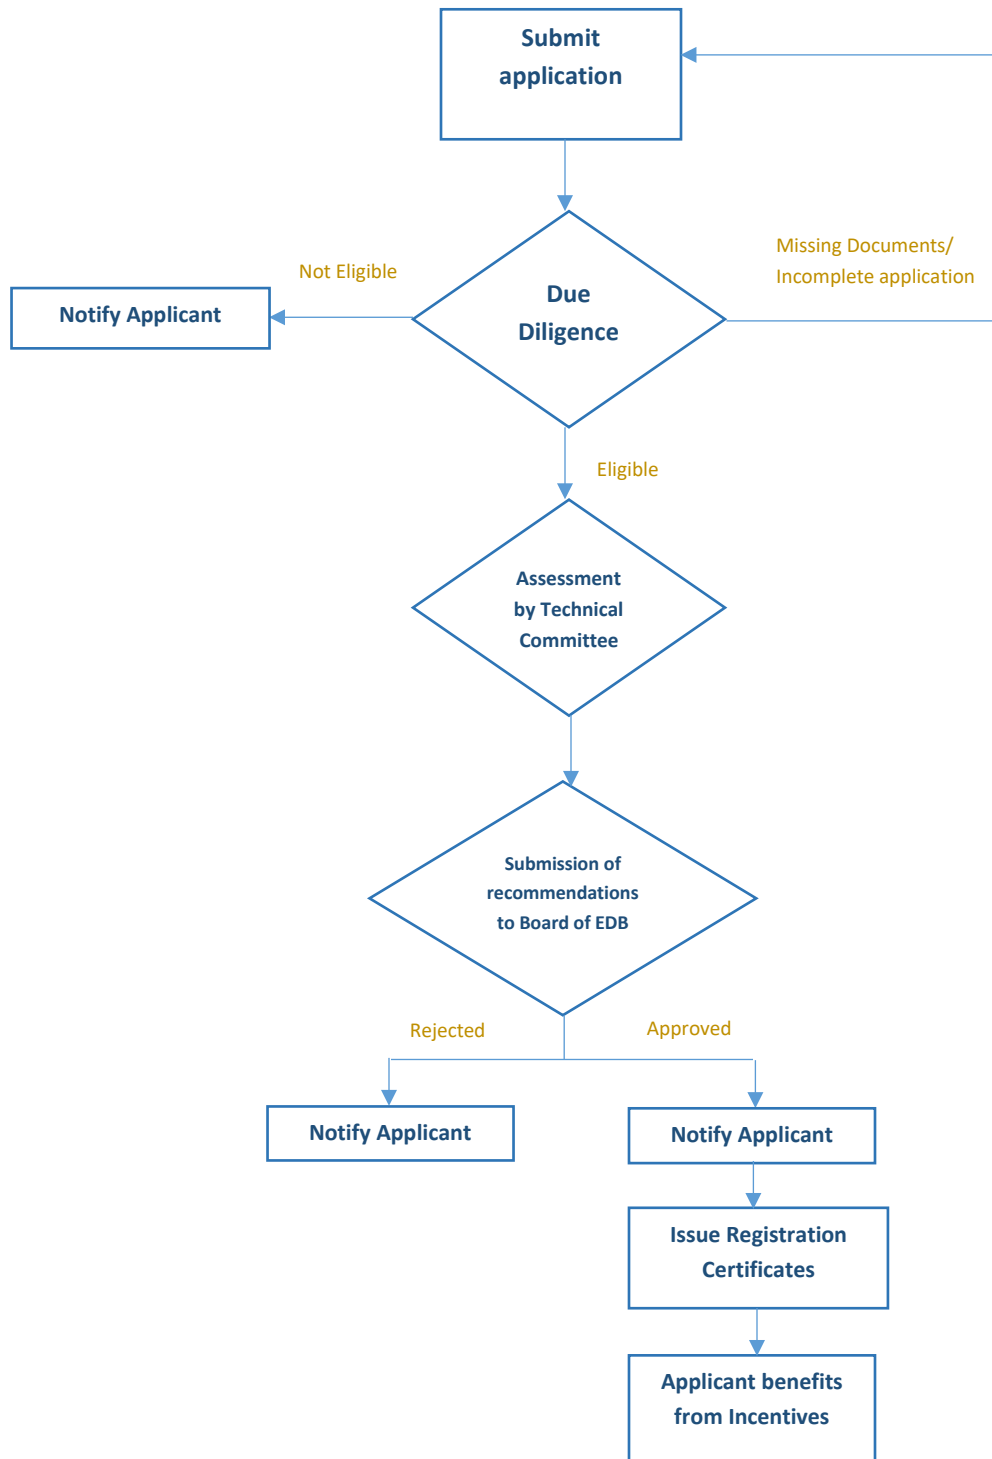 Submit
application
Missing Documents/
Incomplete application
Not Eligible
Notify Applicant
Due
Diligence
Eligible
Assessment
by Technical
Committee
Submission of
recommendations
to Board of EDB
Rejected
Approved
Notify Applicant
Notify Applicant
Issue Registration
Certificates
Applicant benefits
from Incentives